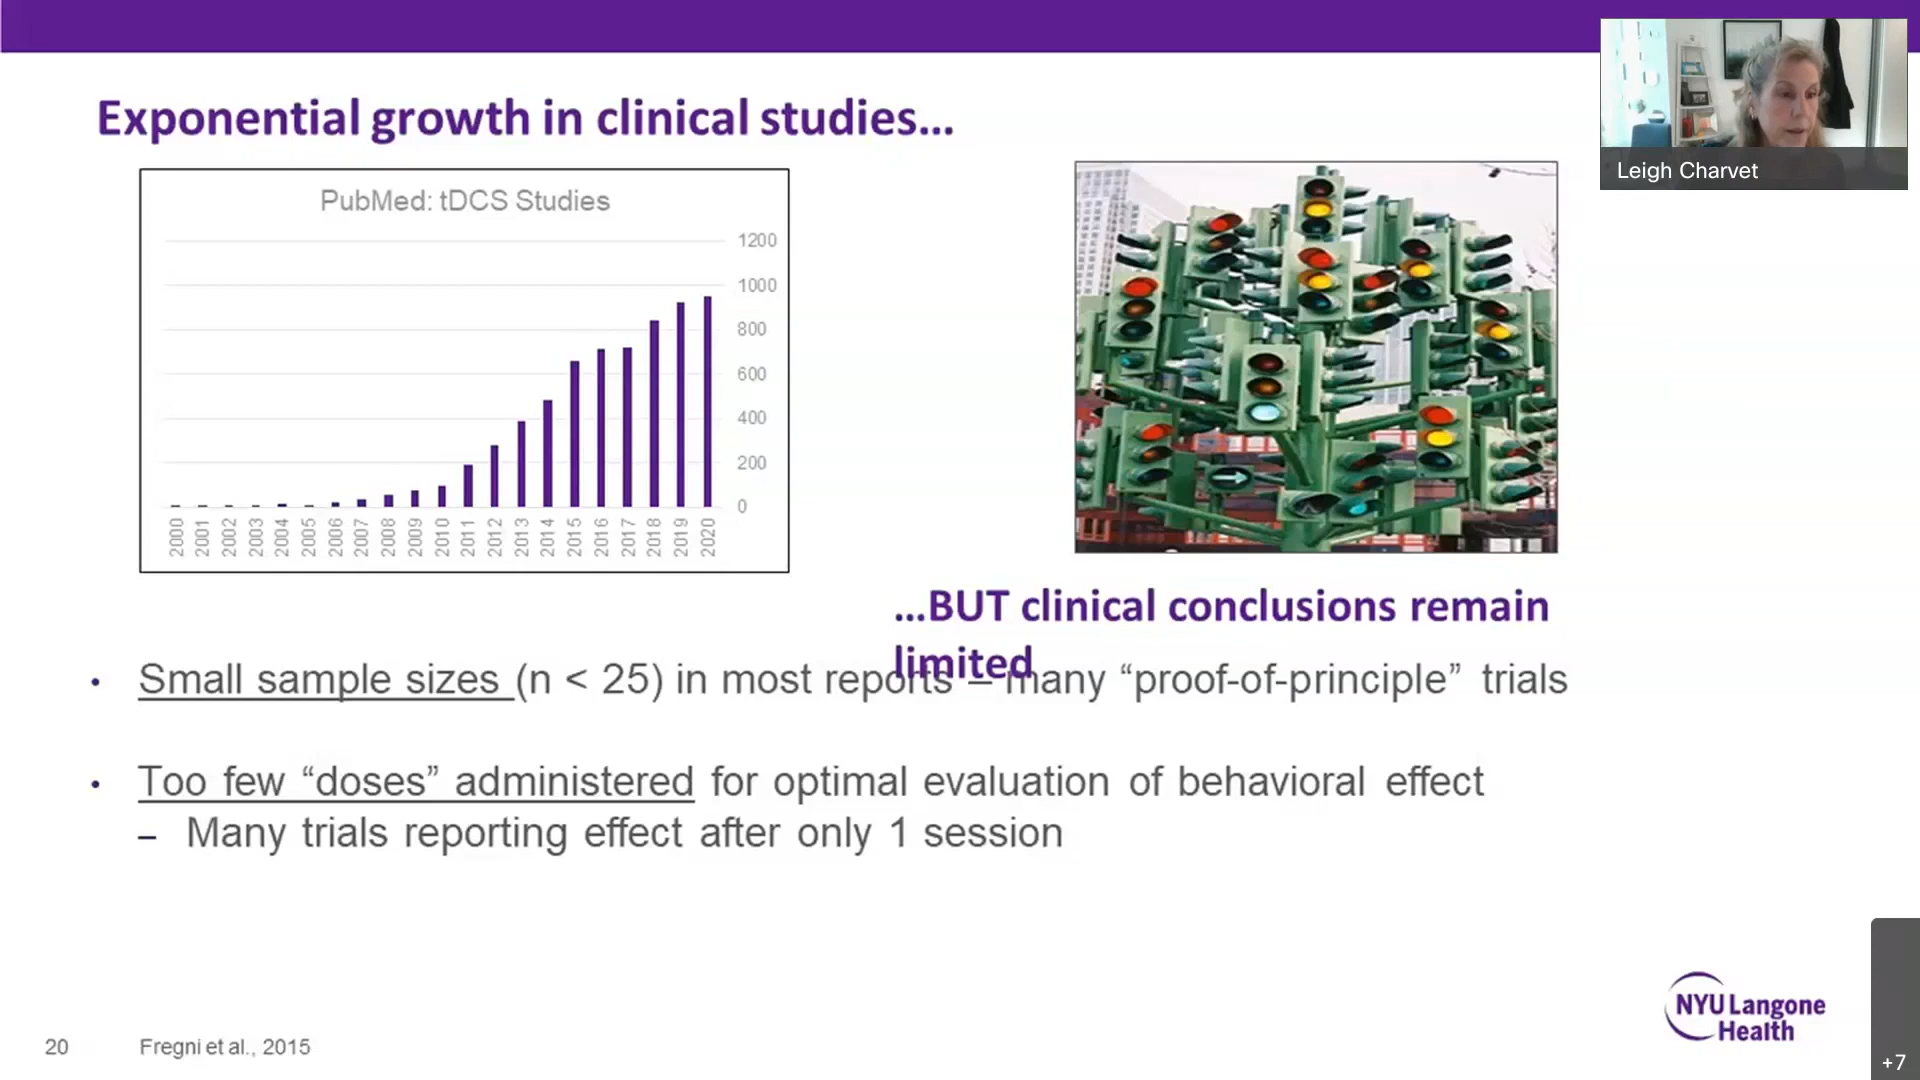 Exponential growth in clinical studies...
Leigh Charvet
PubMed: tDCS Studies
1200
1000
800
600
400
200
0
2000 2001 2002 2003 2004 2005 2006 2007 2008 2009 2010 2011 2012 2013 2014 2015 2016 2017 2018 2019 2020
...BUT clinical conclusions remain
limited
• Small sample sizes (n < 25) in most reports – many “proof-of-principle” trials
• Too few “doses” administered for optimal evaluation of behavioral effect
– Many trials reporting effect after only 1 session
NYU Langone
Health
20
Fregni et al., 2015
+7